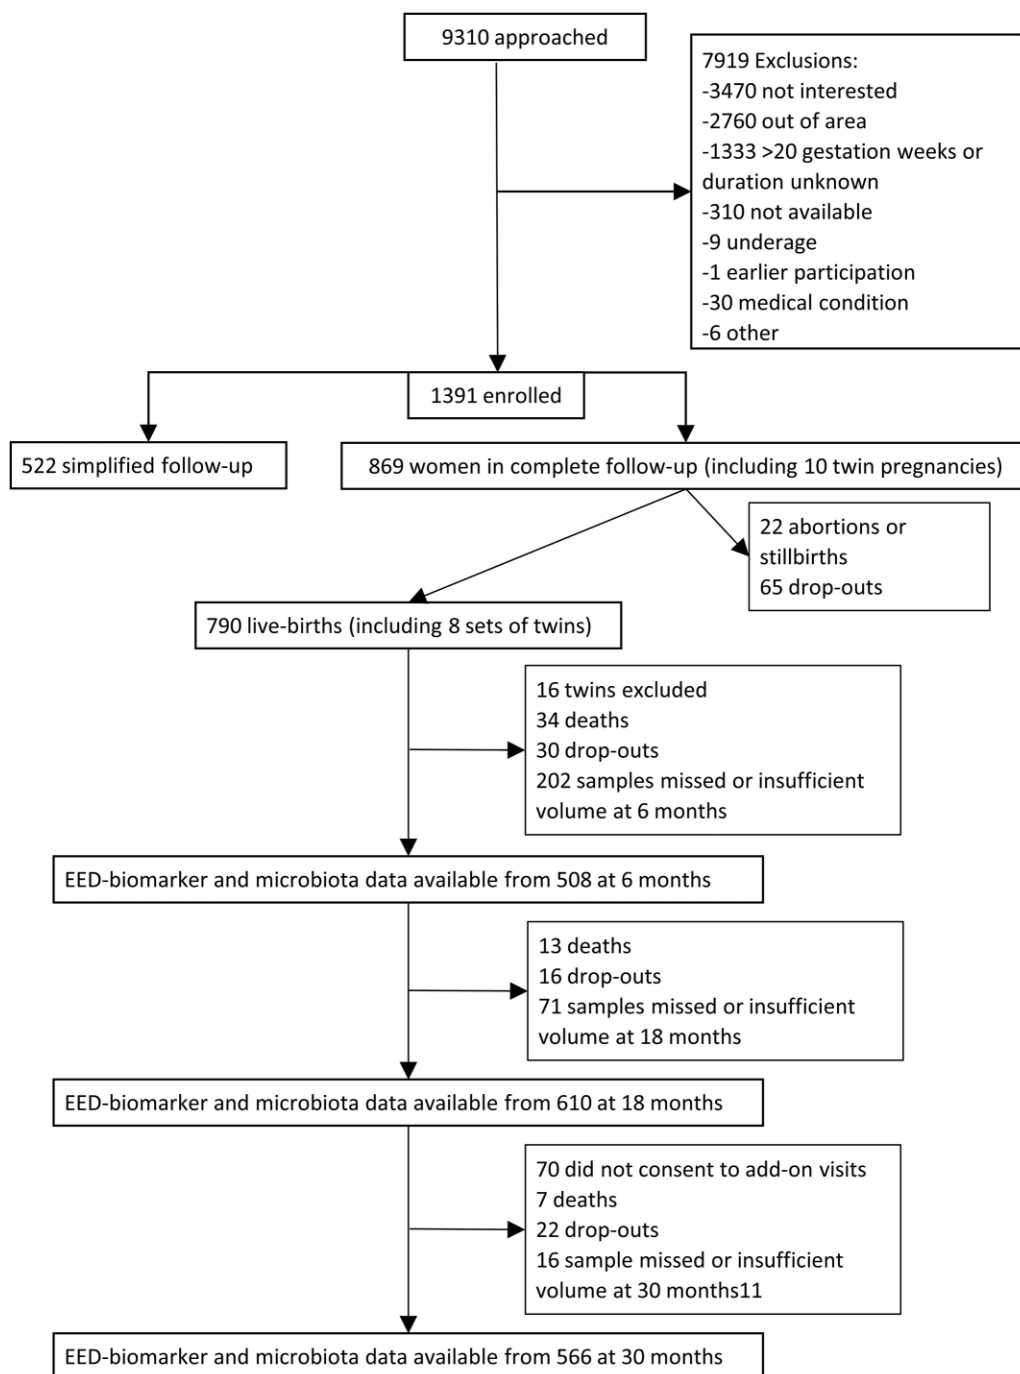 9310 approached
7919 Exclusions:
-3470 not interested
-2760 out of area
-1333 >20 gestation weeks or
duration unknown
-310 not available
-9 underage
-1 earlier participation
-30 medical condition
-6 other
1391 enrolled
522 simplified follow-up
869 women in complete follow-up (including 10 twin pregnancies)
22 abortions or
stillbirths
65 drop-outs
790 live-births (including 8 sets of twins)
16 twins excluded
34 deaths
30 drop-outs
202 samples missed or insufficient
volume at 6 months
EED-biomarker and microbiota data available from 508 at 6 months
13 deaths
16 drop-outs
71 samples missed or insufficient
volume at 18 months
EED-biomarker and microbiota data available from 610 at 18 months
70 did not consent to add-on visits
7 deaths
22 drop-outs
16 sample missed or insufficient
volume at 30 months11
EED-biomarker and microbiota data available from 566 at 30 months